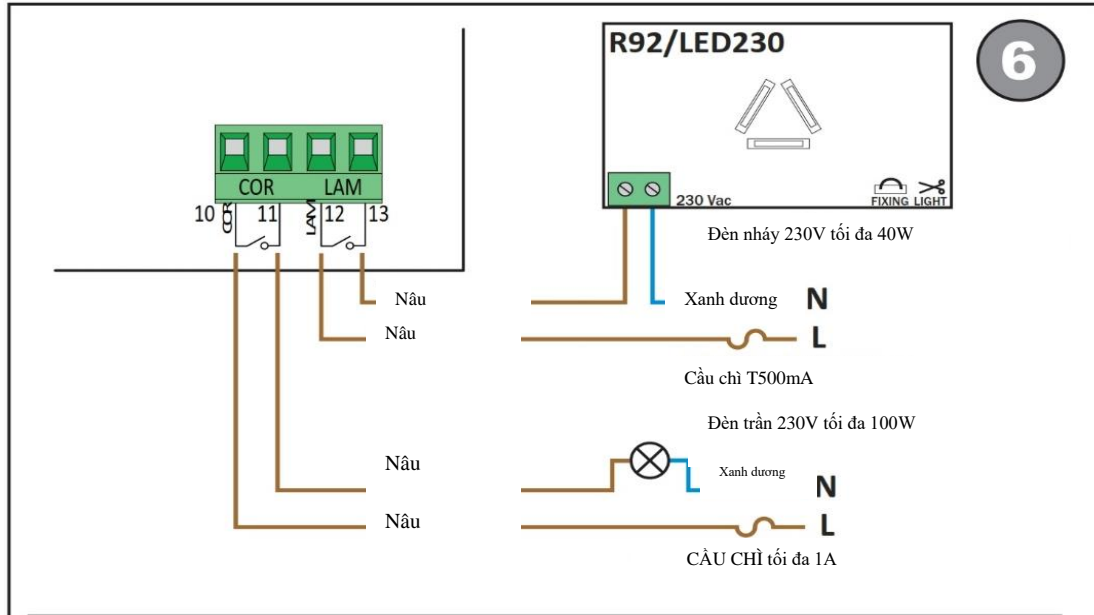 R92/LED230
6
COR LAM
10 COR 11 LAM 12 13
230 Vac
FIXING LIGHT
Đèn nháy 230V tối đa 40W
Nâu
Xanh dương N
Nâu
L
Cầu chì T500mA
Đèn trần 230V tối đa 100W
Nâu
Xanh dương
N
Nâu
L
CẦU CHÌ tối đa 1A